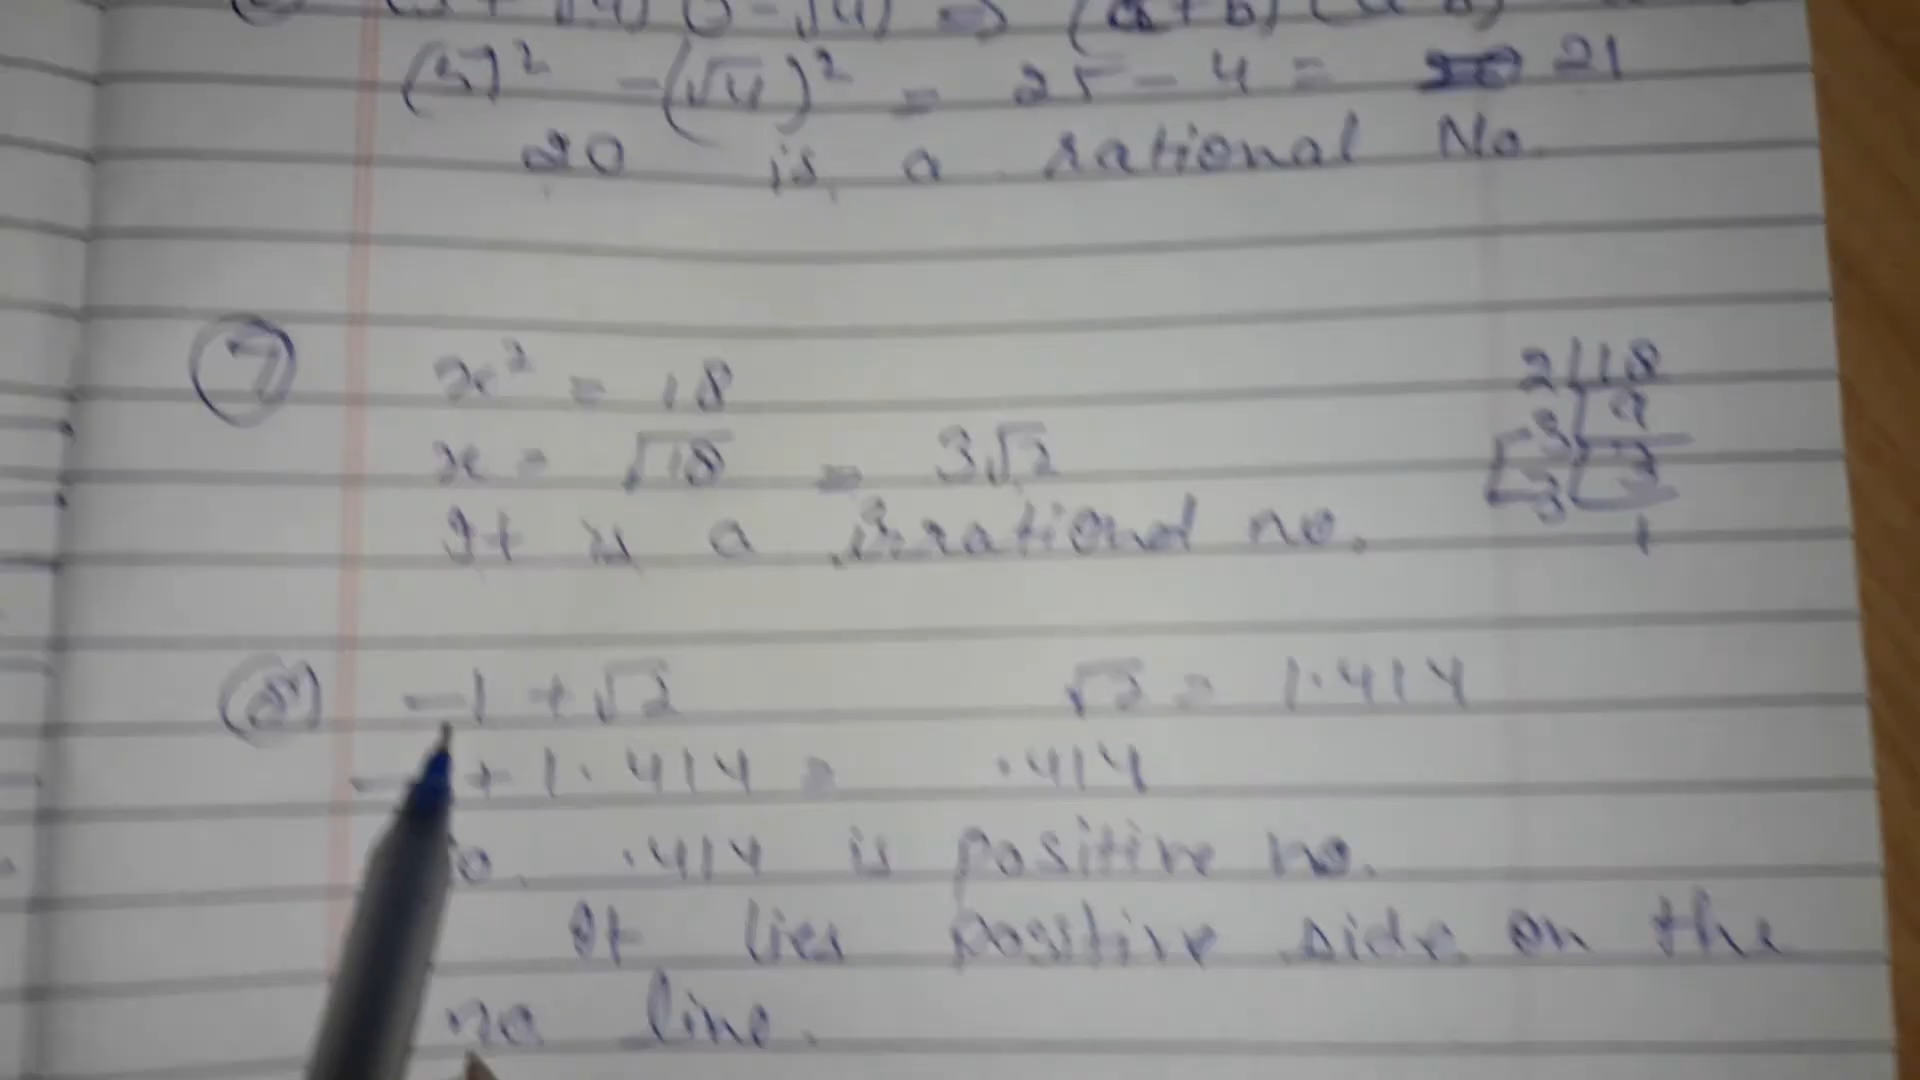 (5)² - (√4)² = 25 - 4 = 21
20 is a rational No.
7 x² = 18
x = √18 = 3√2
It is a irrational no.
2 | 18
3 | 9
3 | 3
1
8 -1 + √2 √2 = 1.414
+ 1.414 = .414
.414 is positive no.
It lies positive side on the
no line.